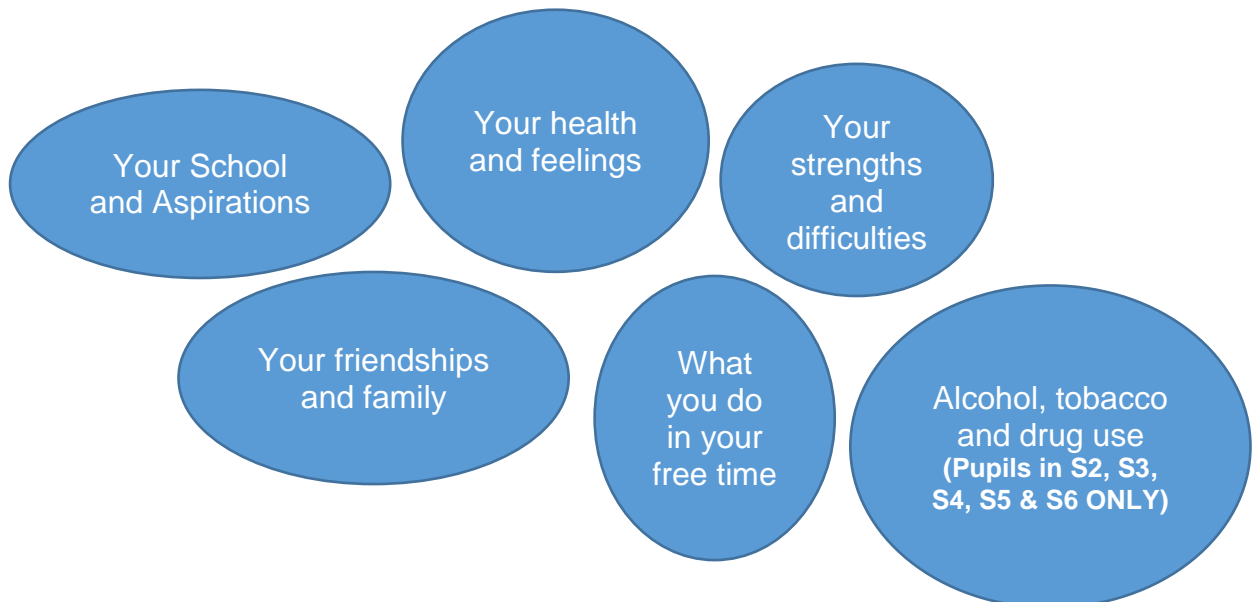 Your School
and Aspirations
Your health
and feelings
Your
strengths
and
difficulties
Your friendships
and family
What
you do
in your
free time
Alcohol, tobacco
and drug use
(Pupils in S2, S3,
S4, S5 & S6 ONLY)